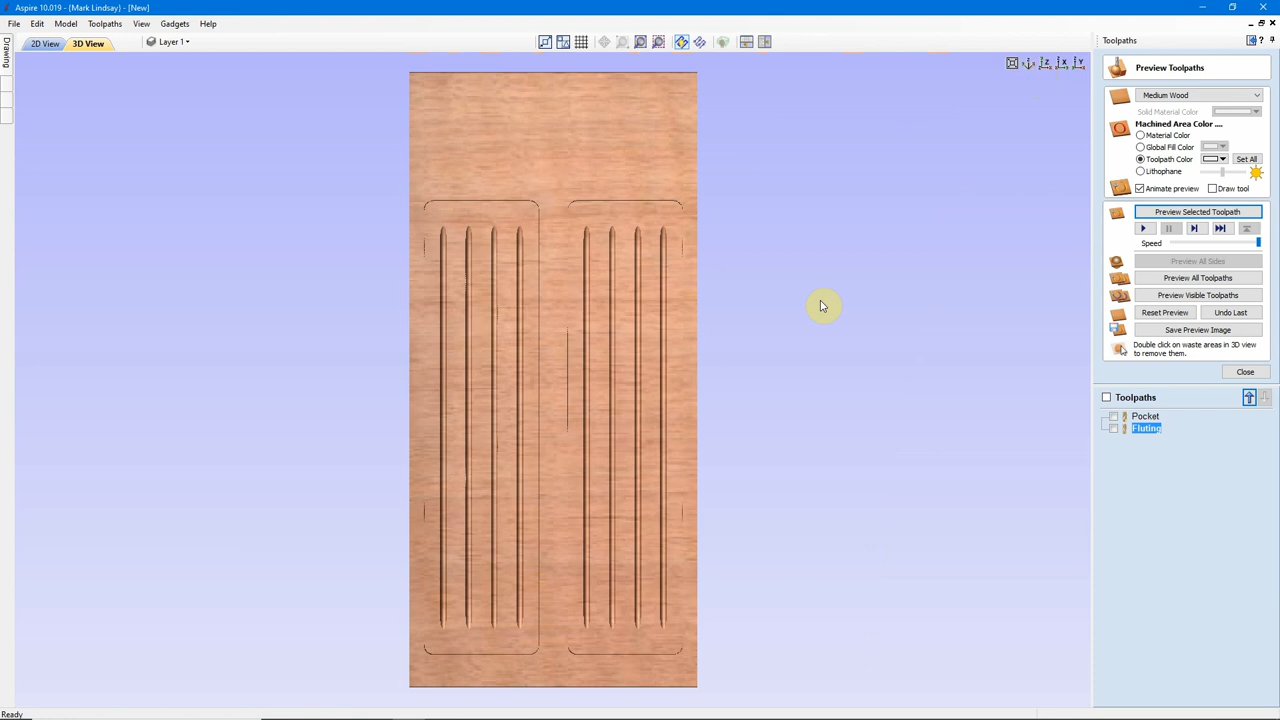 Aspire 10.019 - {Mark Lindsay} - [New]
File Edit Model Toolpaths View Gadgets Help
2D View 3D View Layer 1
Drawing
Toolpaths
Preview Toolpaths
Medium Wood
Solid Material Color
Machined Area Color ....
Material Color
Global Fill Color
Toolpath Color Set All
Lithophane
Animate preview Draw tool
Preview Selected Toolpath
Speed
Preview All Sides
Preview All Toolpaths
Preview Visible Toolpaths
Reset Preview Undo Last
Save Preview Image
Double click on waste areas in 3D view
to remove them.
Close
Toolpaths
Pocket
Fluting
Ready